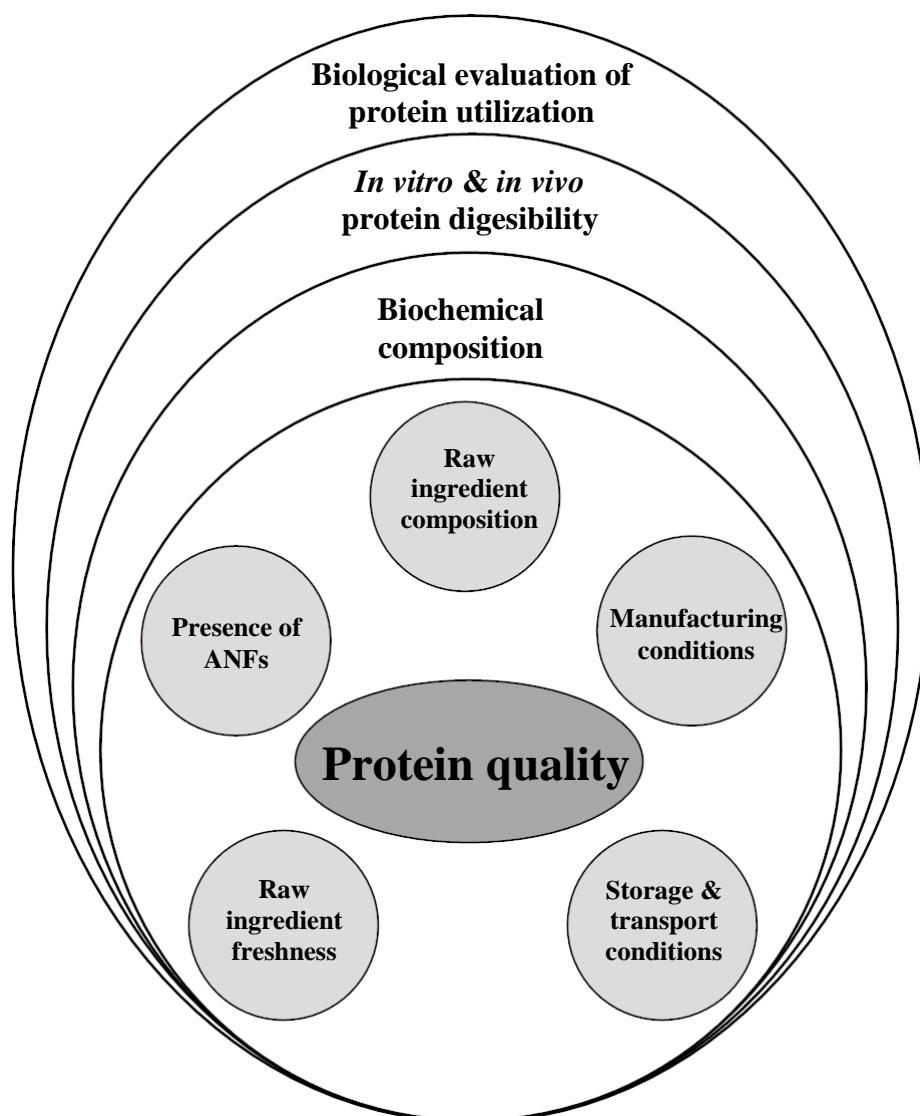 Biological evaluation of
protein utilization
In vitro & in vivo
protein digesibility
Biochemical
composition
Raw
ingredient
composition
Presence of
ANFs
Manufacturing
conditions
Protein quality
Raw
ingredient
freshness
Storage &
transport
conditions